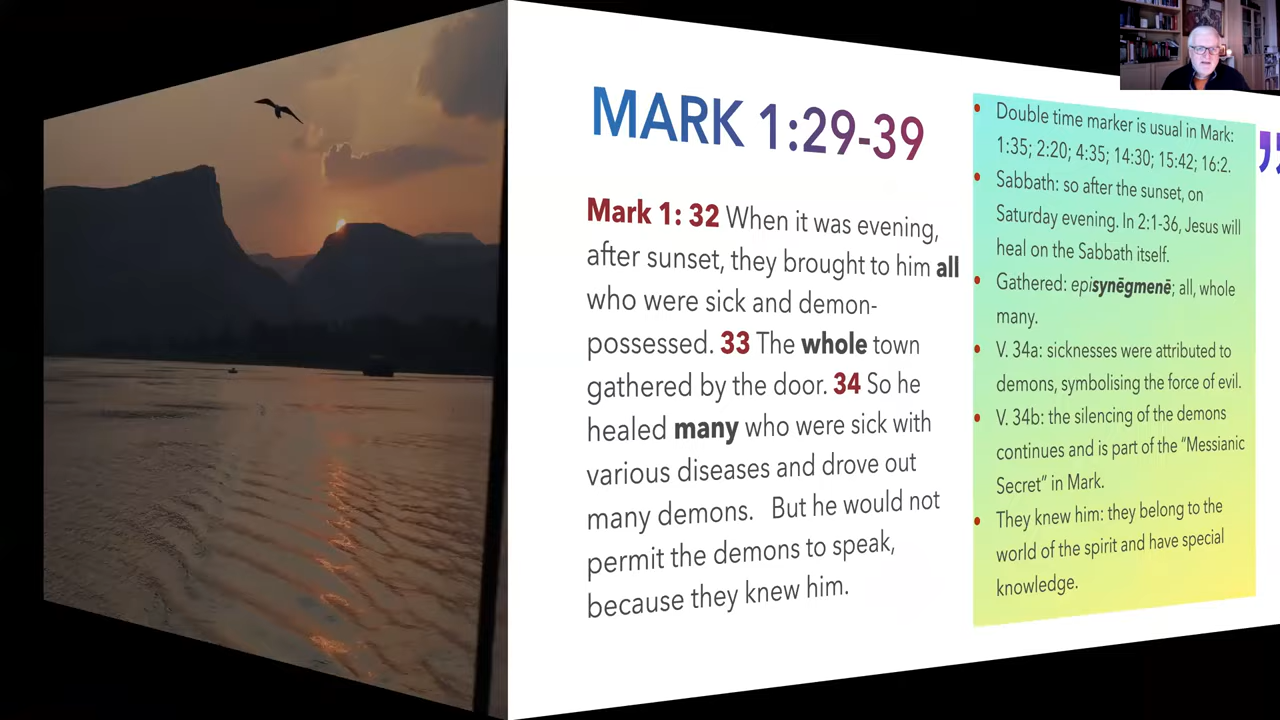 MARK 1:29-39
Mark 1: 32 When it was evening,
after sunset, they brought to him all
who were sick and demon-
possessed. 33 The whole town
gathered by the door. 34 So he
healed many who were sick with
various diseases and drove out
many demons. But he would not
permit the demons to speak,
because they knew him.
• Double time marker is usual in Mark:
1:35; 2:20; 4:35; 14:30; 15:42; 16:2.
• Sabbath: so after the sunset, on
Saturday evening. In 2:1-36, Jesus will
heal on the Sabbath itself.
• Gathered: episynēgmenē; all, whole
many.
• V. 34a: sicknesses were attributed to
demons, symbolising the force of evil.
• V. 34b: the silencing of the demons
continues and is part of the “Messianic
Secret” in Mark.
• They knew him: they belong to the
world of the spirit and have special
knowledge.